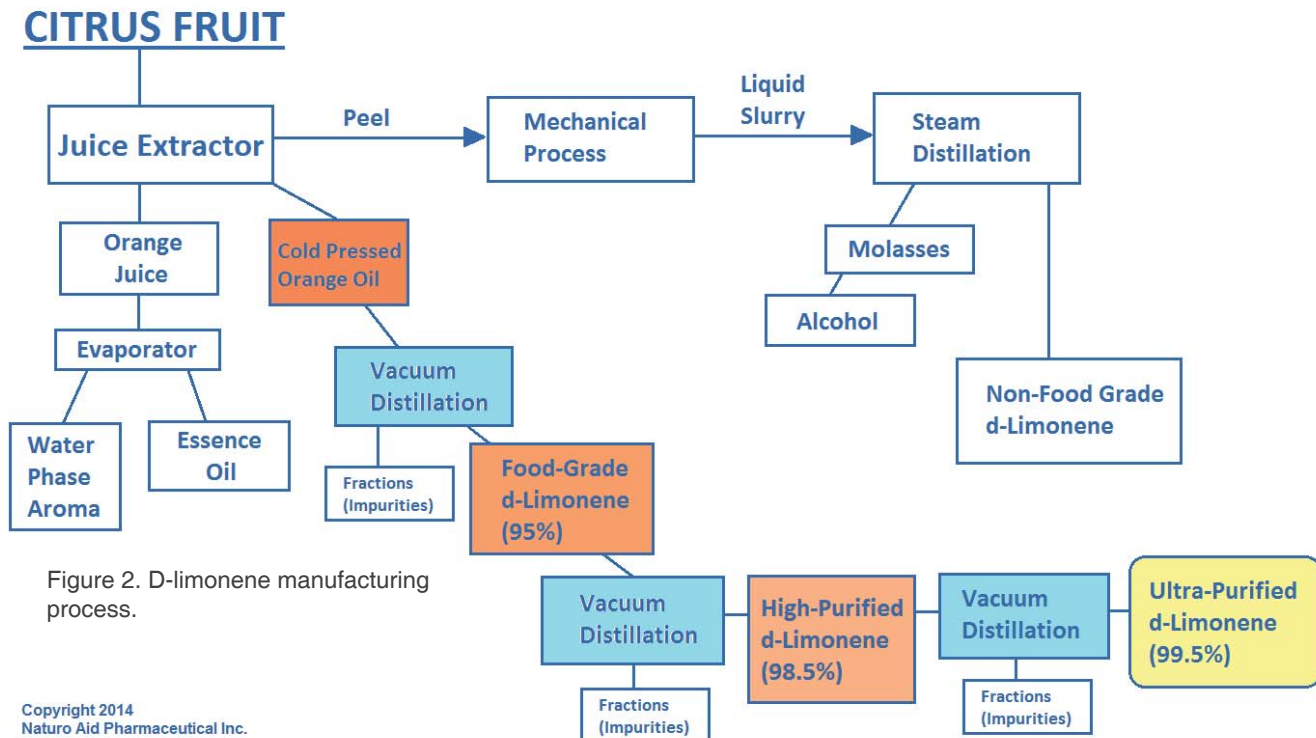 CITRUS FRUIT
Juice Extractor
Peel
Mechanical
Process
Liquid
Slurry
Steam
Distillation
Orange
Juice
Cold Pressed
Orange Oil
Molasses
Alcohol
Evaporator
Vacuum
Distillation
Non-Food Grade
d-Limonene
Water
Phase
Aroma
Essence
Oil
Fractions
(Impurities)
Food-Grade
d-Limonene
(95%)
Figure 2. D-limonene manufacturing
process.
Vacuum
Distillation
High-Purified
d-Limonene
(98.5%)
Vacuum
Distillation
Ultra-Purified
d-Limonene
(99.5%)
Fractions
(Impurities)
Fractions
(Impurities)
Copyright 2014
Naturo Aid Pharmaceutical Inc.